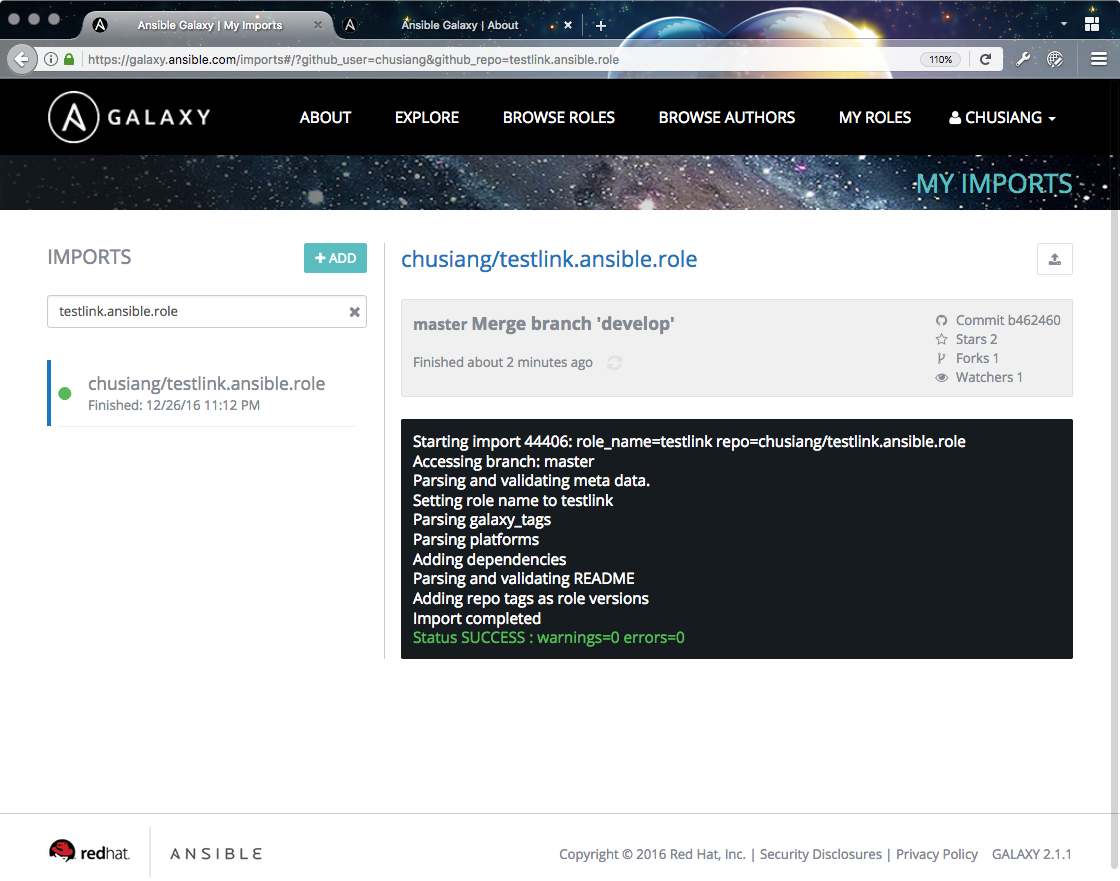 Ansible Galaxy | My Imports
Ansible Galaxy | About
https://galaxy.ansible.com/imports#/?github_user=chusiang&github_repo=testlink.ansible.role
110%
GALAXY
ABOUT
EXPLORE
BROWSE ROLES
BROWSE AUTHORS
MY ROLES
CHUSIANG
MY IMPORTS
IMPORTS
ADD
testlink.ansible.role
chusiang/testlink.ansible.role
Finished: 12/26/16 11:12 PM
chusiang/testlink.ansible.role
master Merge branch 'develop'
Finished about 2 minutes ago
Commit b462460
Stars 2
Forks 1
Watchers 1
Starting import 44406: role_name=testlink repo=chusiang/testlink.ansible.role
Accessing branch: master
Parsing and validating meta data.
Setting role name to testlink
Parsing galaxy_tags
Parsing platforms
Adding dependencies
Parsing and validating README
Adding repo tags as role versions
Import completed
Status SUCCESS : warnings=0 errors=0
redhat.
ANSIBLE
Copyright © 2016 Red Hat, Inc. | Security Disclosures | Privacy Policy GALAXY 2.1.1